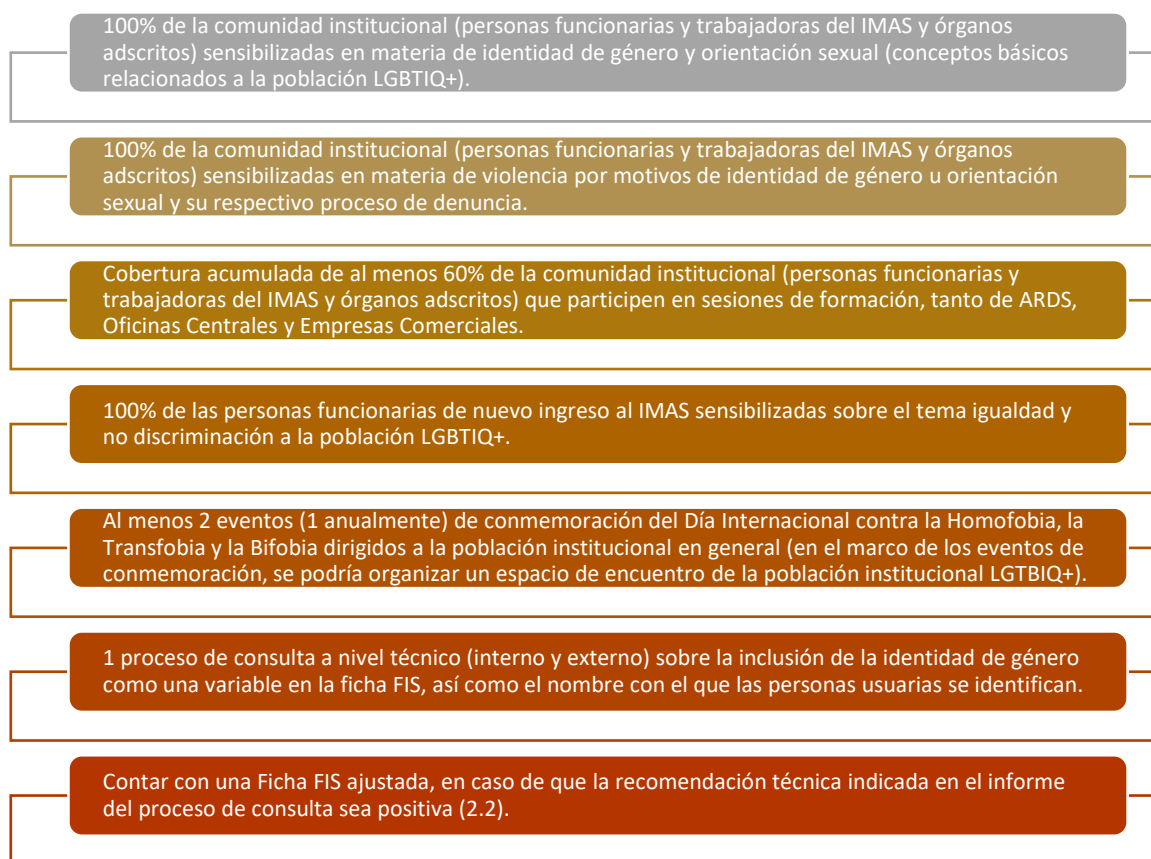 100% de la comunidad institucional (personas funcionarias y trabajadoras del IMAS y órganos
adscritos) sensibilizadas en materia de identidad de género y orientación sexual (conceptos básicos
relacionados a la población LGBTIQ+).
100% de la comunidad institucional (personas funcionarias y trabajadoras del IMAS y órganos
adscritos) sensibilizadas en materia de violencia por motivos de identidad de género u orientación
sexual y su respectivo proceso de denuncia.
Cobertura acumulada de al menos 60% de la comunidad institucional (personas funcionarias y
trabajadoras del IMAS y órganos adscritos) que participen en sesiones de formación, tanto de ARDS,
Oficinas Centrales y Empresas Comerciales.
100% de las personas funcionarias de nuevo ingreso al IMAS sensibilizadas sobre el tema igualdad y
no discriminación a la población LGBTIQ+.
Al menos 2 eventos (1 anualmente) de conmemoración del Día Internacional contra la Homofobia, la
Transfobia y la Bifobia dirigidos a la población institucional en general (en el marco de los eventos de
conmemoración, se podría organizar un espacio de encuentro de la población institucional LGTBIQ+).
1 proceso de consulta a nivel técnico (interno y externo) sobre la inclusión de la identidad de género
como una variable en la ficha FIS, así como el nombre con el que las personas usuarias se identifican.
Contar con una Ficha FIS ajustada, en caso de que la recomendación técnica indicada en el informe
del proceso de consulta sea positiva (2.2).